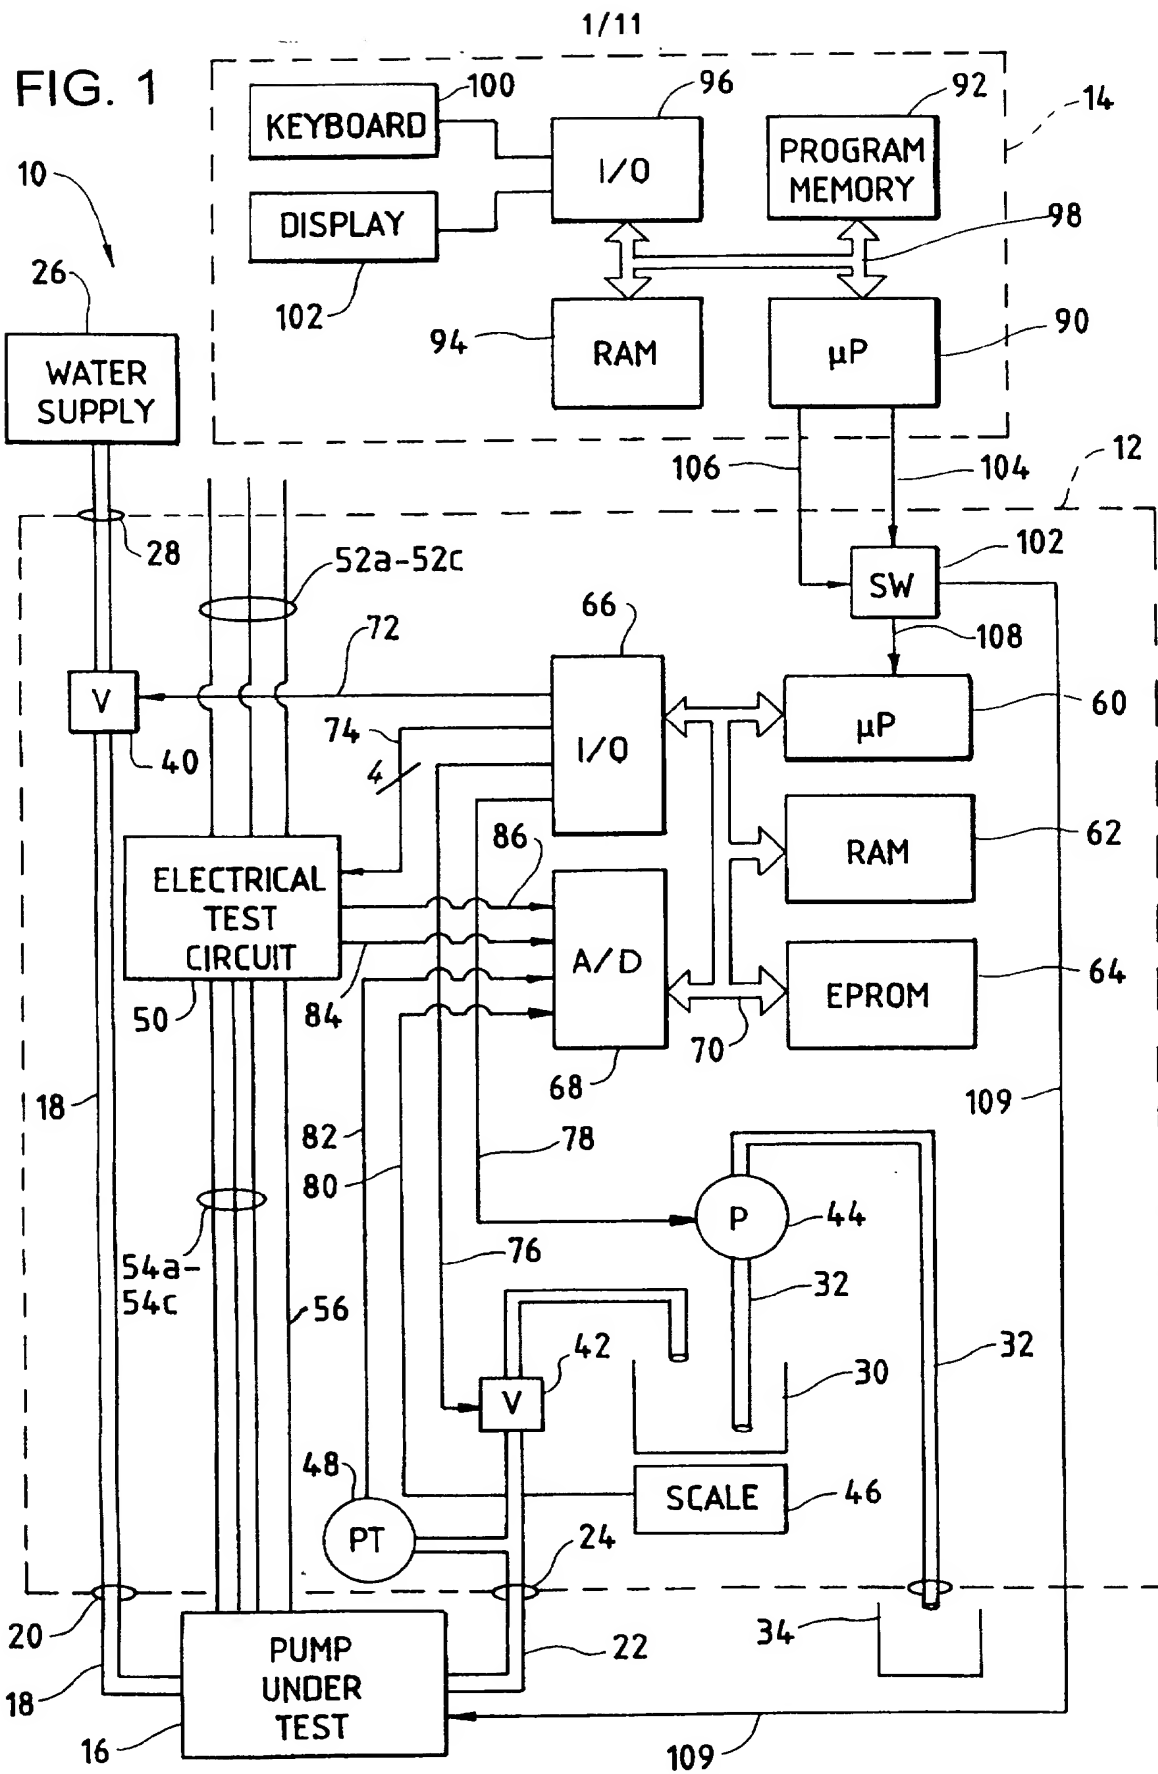 1/11
FIG. 1
100
96
92
14
KEYBOARD
I/O
PROGRAM
MEMORY
10
DISPLAY
98
26
102
94
RAM
µP
90
WATER
SUPPLY
106
104
12
28
52a-52c
102
SW
66
72
108
V
74
I/O
µP
60
40
4
86
RAM
62
ELECTRICAL
TEST
CIRCUIT
A/D
EPROM
64
50
84
70
68
18
82
78
109
80
P
44
54a-
54c
76
32
56
42
32
V
30
48
SCALE
46
PT
24
20
34
PUMP
UNDER
TEST
22
18
16
109